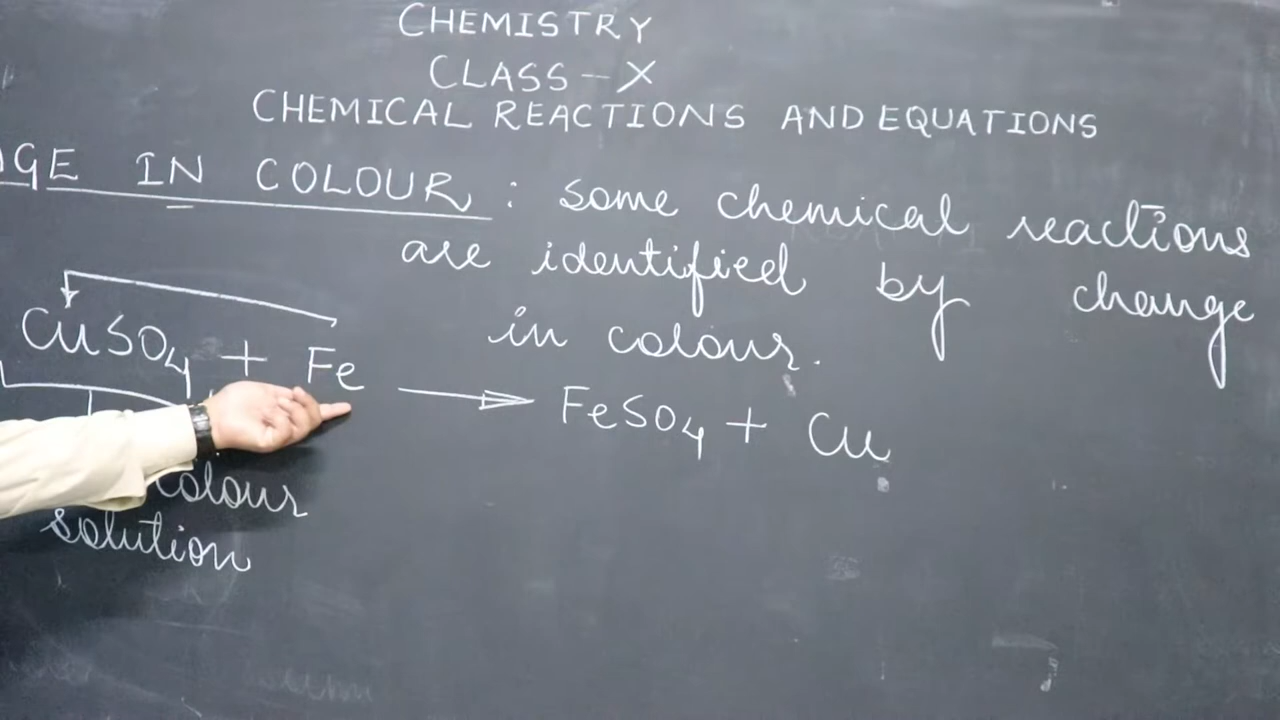 CHEMISTRY
CLASS - X
CHEMICAL REACTIONS AND EQUATIONS
IN COLOUR : some chemical reactions
are identified by change
in colour.
CuSO4 + Fe → FeSO4 + Cu
colour
solution